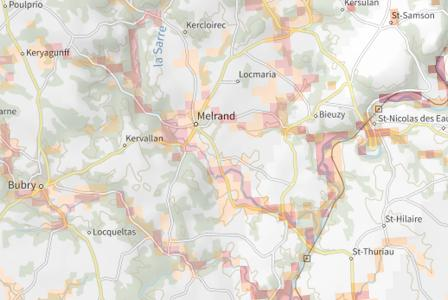 Poulprio
Kersulan
St-Samson
Kercloirec
la Sarre
Keryagunff
Locmaria
Melrand
Bieuzy
St-Nicolas des Eau
arne
Kervallan
Bubry
Locqueltas
St-Hilaire
St-Thuriau